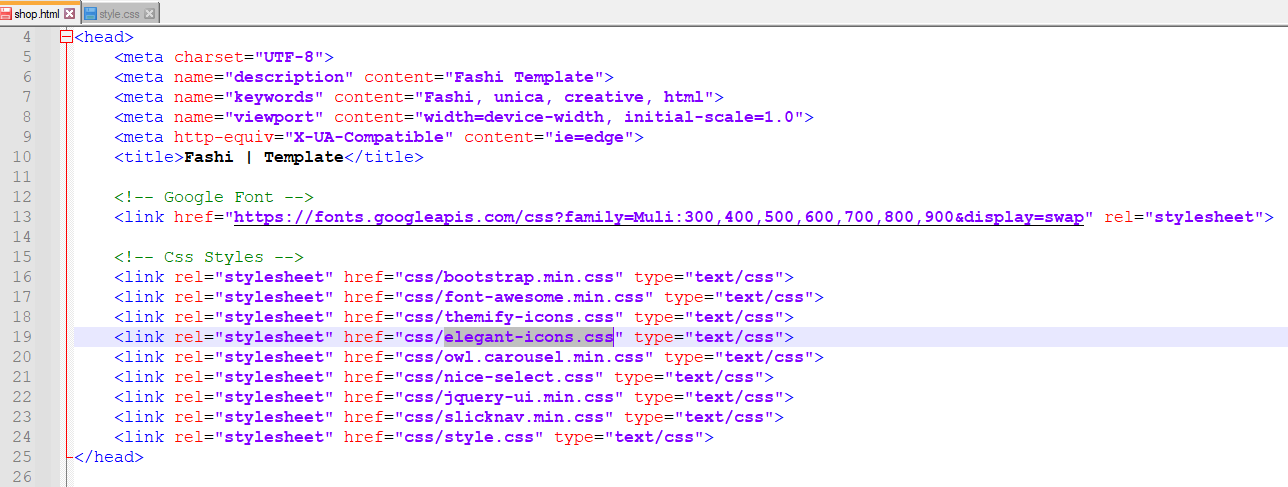 shop.html style.css
4 <head>
5 <meta charset="UTF-8">
6 <meta name="description" content="Fashi Template">
7 <meta name="keywords" content="Fashi, unica, creative, html">
8 <meta name="viewport" content="width=device-width, initial-scale=1.0">
9 <meta http-equiv="X-UA-Compatible" content="ie=edge">
10 <title>Fashi | Template</title>
11
12 <!-- Google Font -->
13 <link href="https://fonts.googleapis.com/css?family=Muli:300,400,500,600,700,800,900&display=swap" rel="stylesheet">
14
15 <!-- Css Styles -->
16 <link rel="stylesheet" href="css/bootstrap.min.css" type="text/css">
17 <link rel="stylesheet" href="css/font-awesome.min.css" type="text/css">
18 <link rel="stylesheet" href="css/themify-icons.css" type="text/css">
19 <link rel="stylesheet" href="css/elegant-icons.css" type="text/css">
20 <link rel="stylesheet" href="css/owl.carousel.min.css" type="text/css">
21 <link rel="stylesheet" href="css/nice-select.css" type="text/css">
22 <link rel="stylesheet" href="css/jquery-ui.min.css" type="text/css">
23 <link rel="stylesheet" href="css/slicknav.min.css" type="text/css">
24 <link rel="stylesheet" href="css/style.css" type="text/css">
25 </head>
26